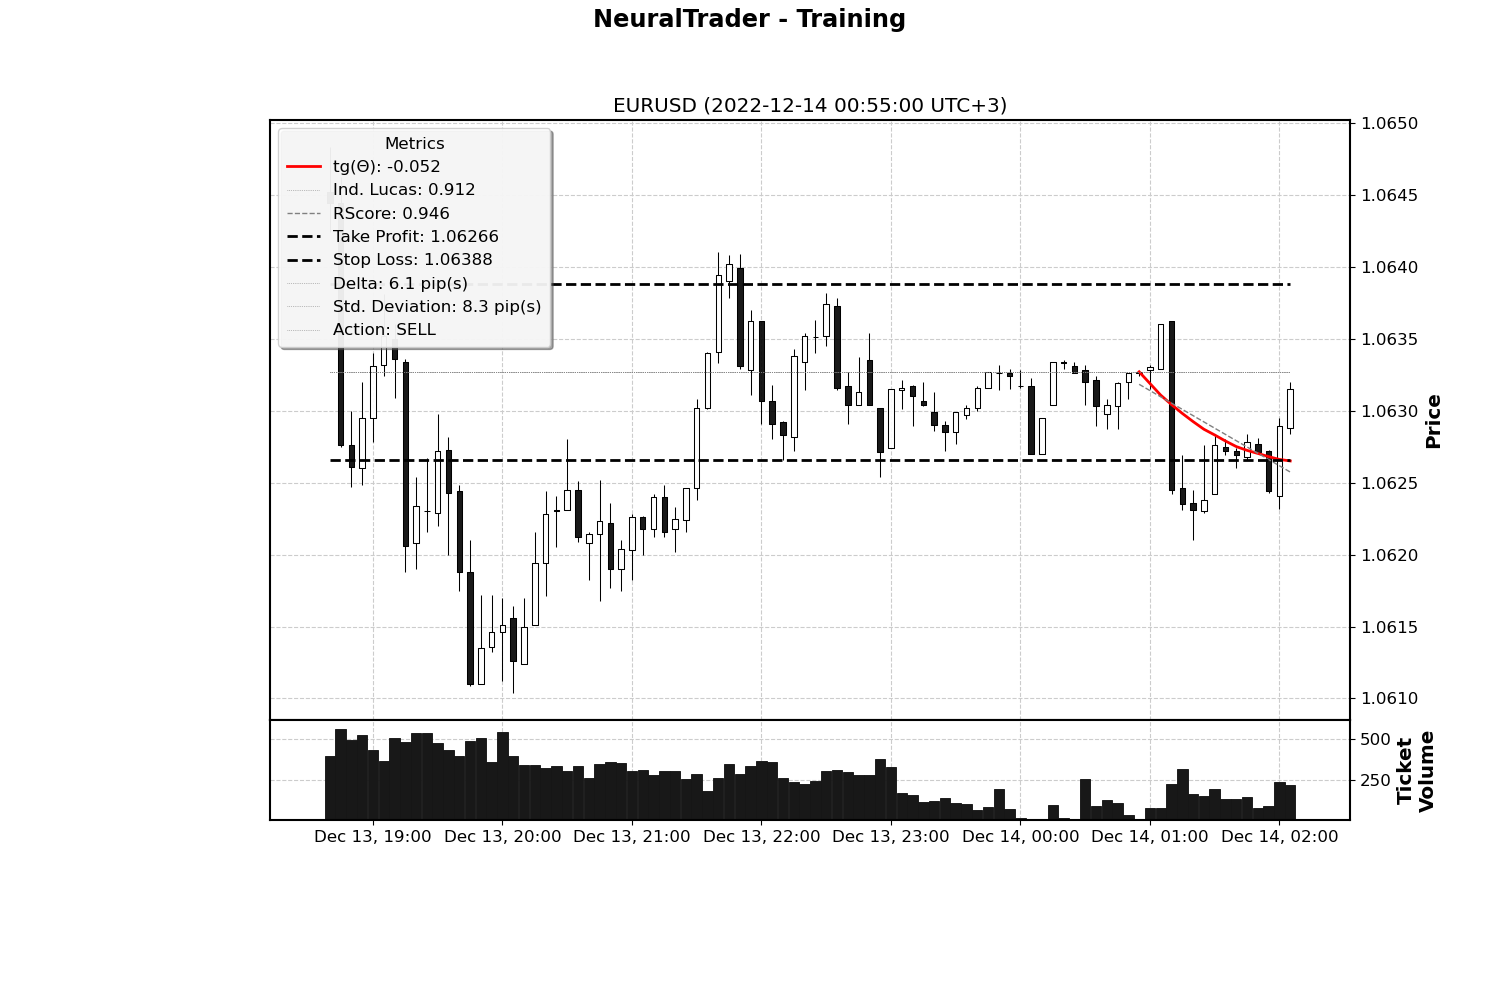 NeuralTrader - Training
EURUSD (2022-12-14 00:55:00 UTC+3)
Metrics
tg(Θ): -0.052
Ind. Lucas: 0.912
RScore: 0.946
Take Profit: 1.06266
Stop Loss: 1.06388
Delta: 6.1 pip(s)
Std. Deviation: 8.3 pip(s)
Action: SELL
1.0650
1.0645
1.0640
1.0635
1.0630
1.0625
1.0620
1.0615
1.0610
Price
500
250
Ticket
Volume
Dec 13, 19:00 Dec 13, 20:00 Dec 13, 21:00 Dec 13, 22:00 Dec 13, 23:00 Dec 14, 00:00 Dec 14, 01:00 Dec 14, 02:00